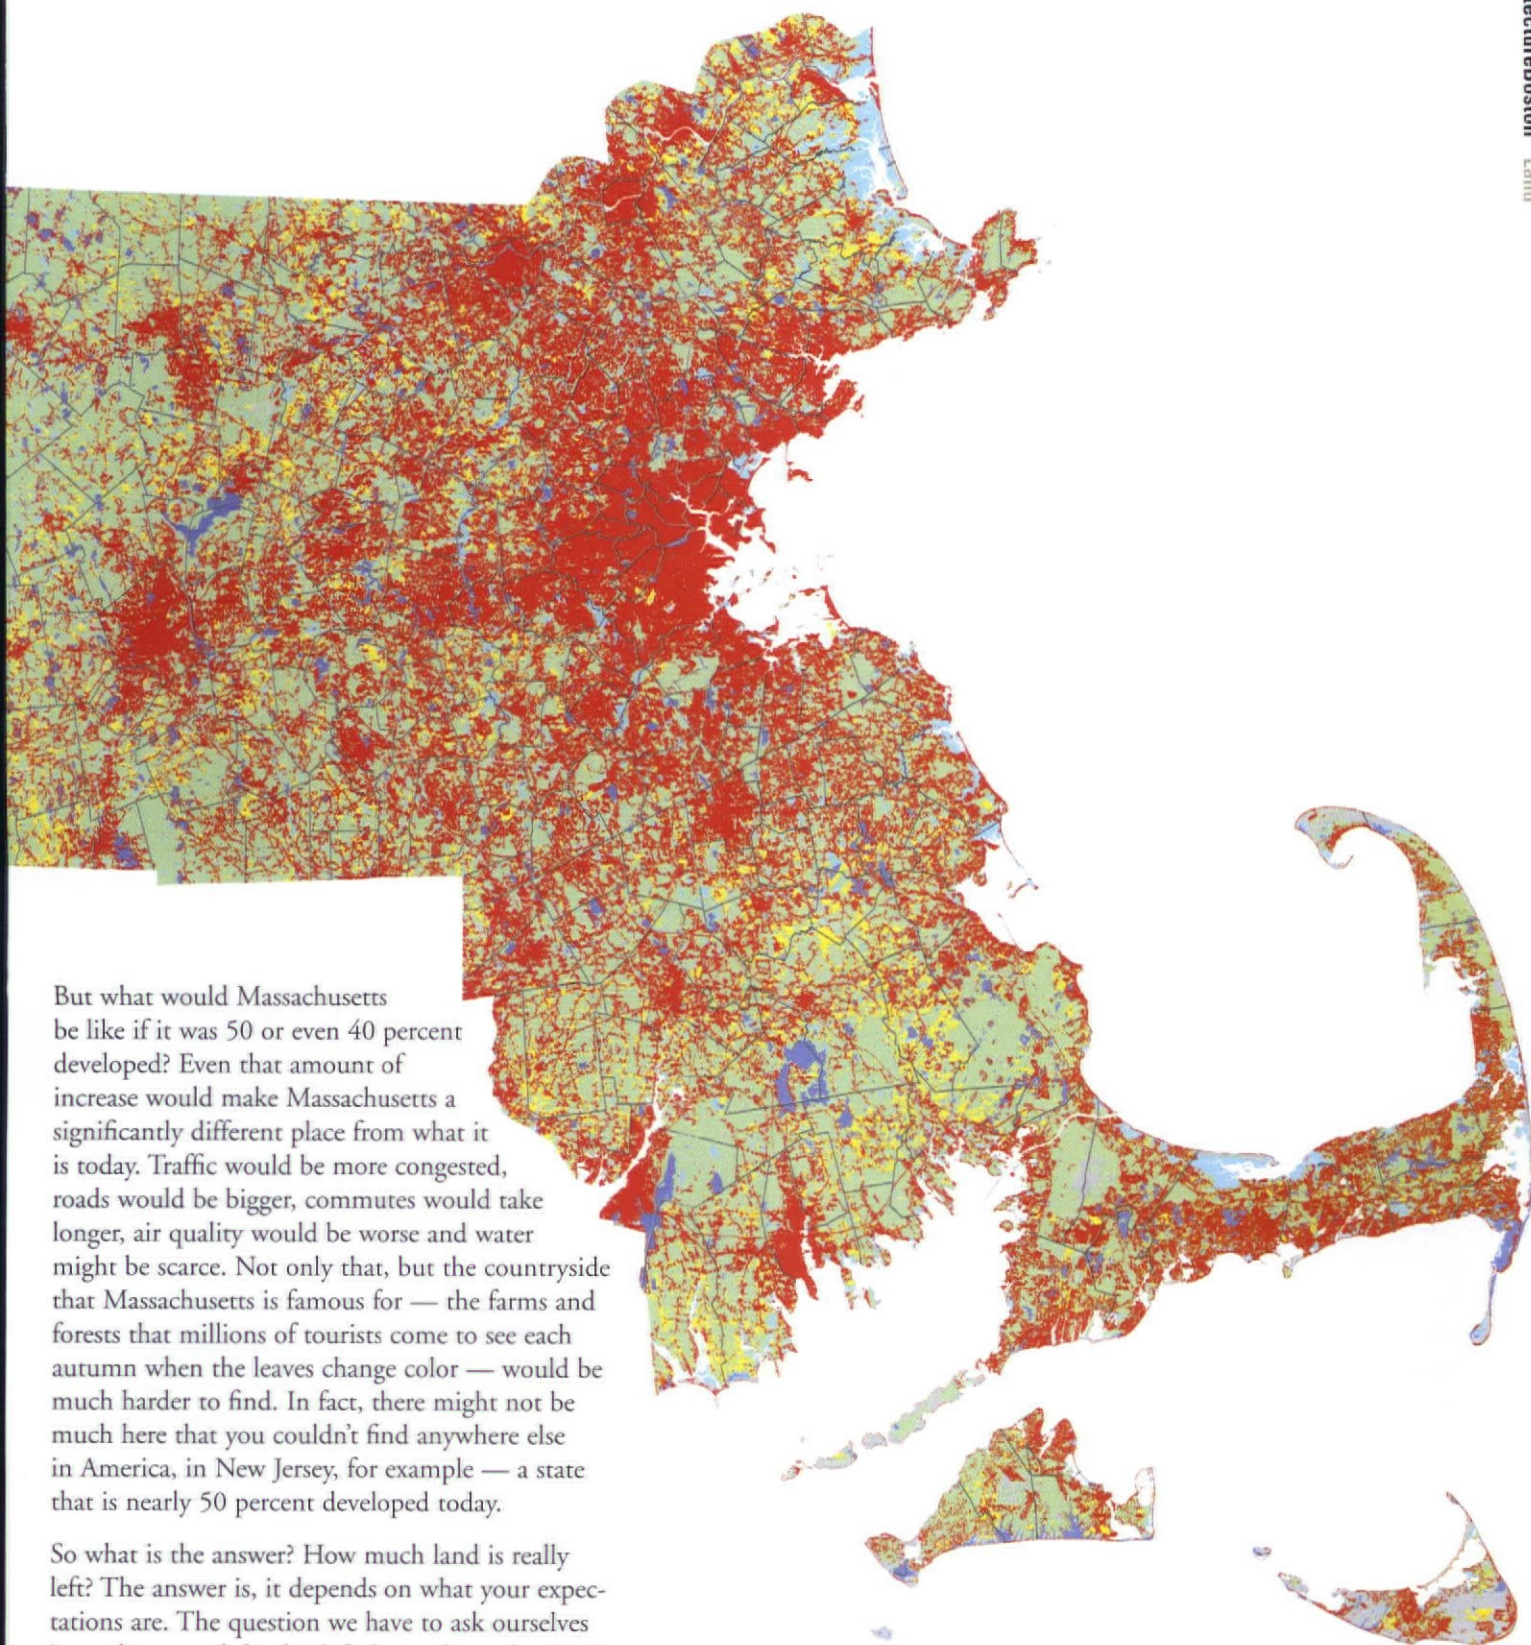 Land
But what would Massachusetts
be like if it was 50 or even 40 percent
developed? Even that amount of
increase would make Massachusetts a
significantly different place from what it
is today. Traffic would be more congested,
roads would be bigger, commutes would take
longer, air quality would be worse and water
might be scarce. Not only that, but the countryside
that Massachusetts is famous for — the farms and
forests that millions of tourists come to see each
autumn when the leaves change color — would be
much harder to find. In fact, there might not be
much here that you couldn't find anywhere else
in America, in New Jersey, for example — a state
that is nearly 50 percent developed today.
So what is the answer? How much land is really
left? The answer is, it depends on what your expec-
tations are. The question we have to ask ourselves